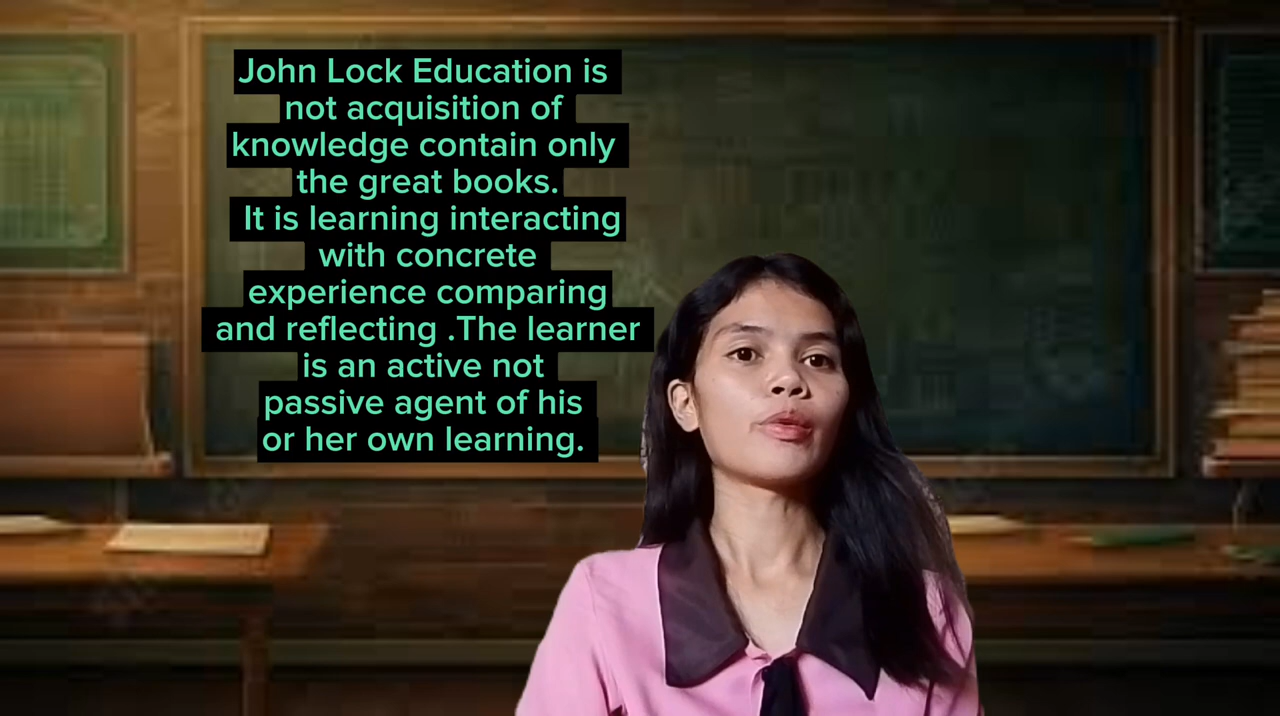 John Lock Education is
not acquisition of
knowledge contain only
the great books.
It is learning interacting
with concrete
experience comparing
and reflecting .The learner
is an active not
passive agent of his
or her own learning.